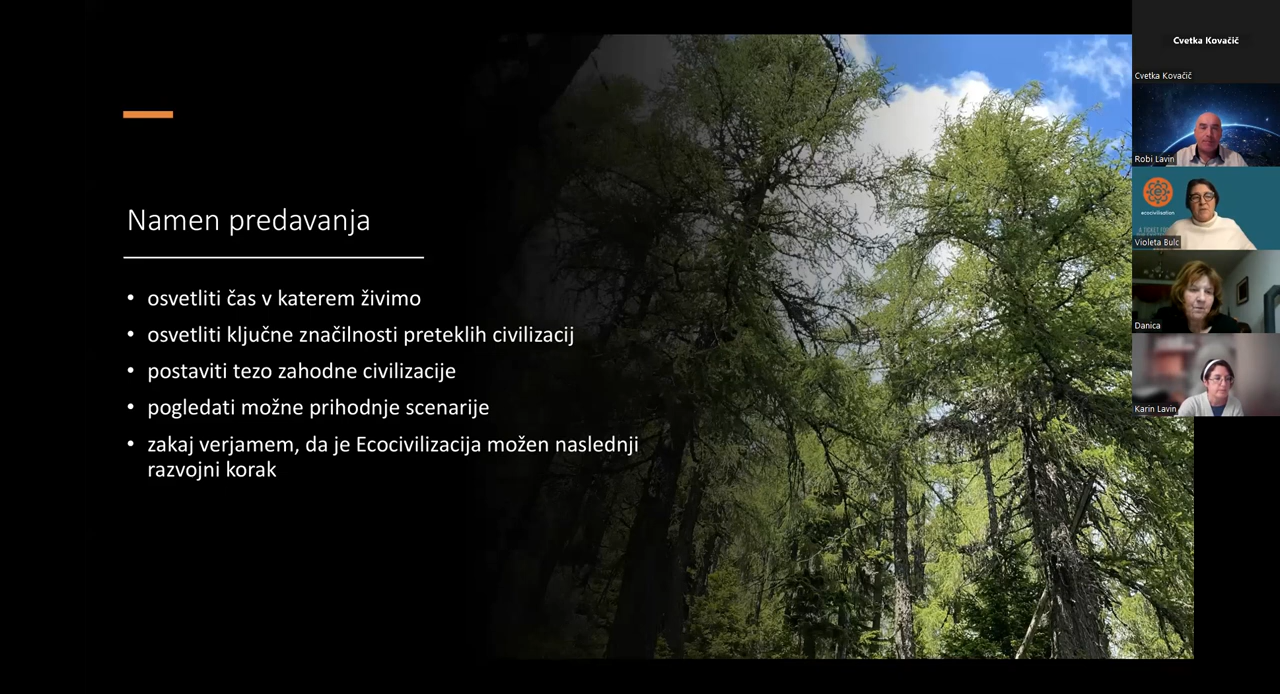 Namen predavanja
• osvetliti čas v katerem živimo
• osvetliti ključne značilnosti preteklih civilizacij
• postaviti tezo zahodne civilizacije
• pogledati možne prihodnje scenarije
• zakaj verjamem, da je Ecocivilizacija možen naslednji
razvojni korak
Cvetka Kovačič
Cvetka Kovačič
Robi Lavin
ecocivilisation
Violeta Bulc
Danica
Karin Lavin